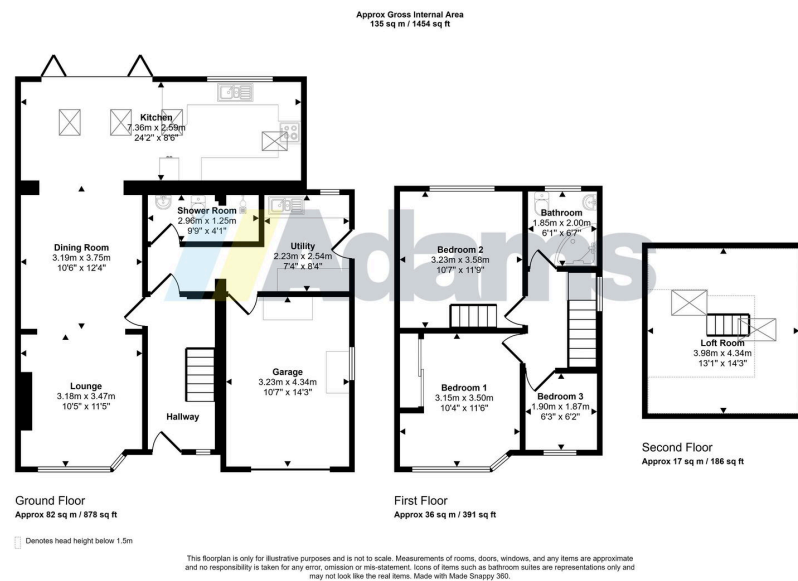 Approx Gross Internal Area
135 sq m / 1454 sq ft
Kitchen
7.36m x 2.59m
24'2" x 8'6"
Shower Room
2.96m x 1.25m
9'9" x 4'1"
Dining Room
3.19m x 3.75m
10'6" x 12'4"
Utility
2.23m x 2.54m
7'4" x 8'4"
Lounge
3.18m x 3.47m
10'5" x 11'5"
Hallway
Garage
3.23m x 4.34m
10'7" x 14'3"
Bedroom 2
3.23m x 3.58m
10'7" x 11'9"
Bathroom
1.85m x 2.00m
6'1" x 6'7"
Bedroom 1
3.15m x 3.50m
10'4" x 11'6"
Bedroom 3
1.90m x 1.87m
6'3" x 6'2"
Loft Room
3.98m x 4.34m
13'1" x 14'3"
Adams
Ground Floor
Approx 82 sq m / 878 sq ft
First Floor
Approx 36 sq m / 391 sq ft
Second Floor
Approx 17 sq m / 186 sq ft
Denotes head height below 1.5m
This floorplan is only for illustrative purposes and is not to scale. Measurements of rooms, doors, windows, and any items are approximate
and no responsibility is taken for any error, omission or mis-statement. Icons of items such as bathroom suites are representations only and
may not look like the real items. Made with Made Snappy 360.